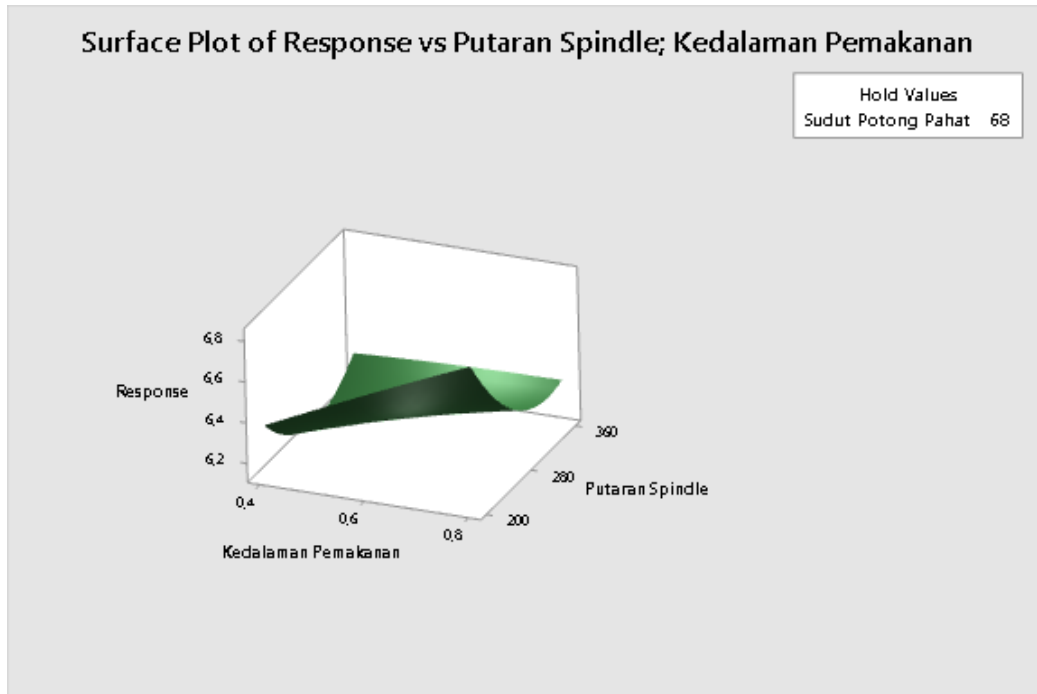 Surface Plot of Response vs Putaran Spindle; Kedalaman Pemakanan
Hold Values
Sudut Potong Pahat 68
6,8
6,6
Response
6,4
6,2
0,4
0,6
0,8
Kedalaman Pemakanan
360
280
Putaran Spindle
200